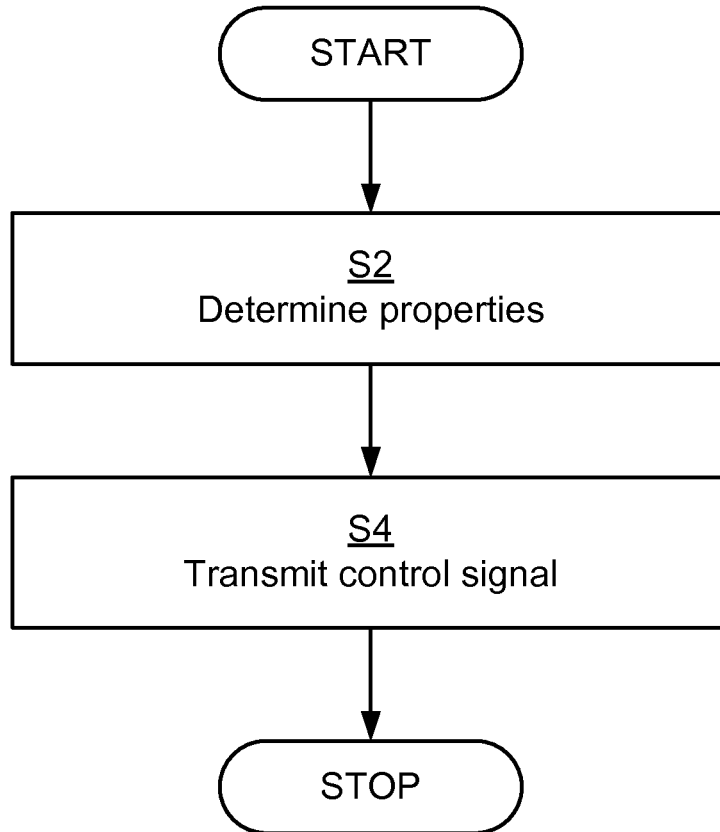 START
S2
Determine properties
S4
Transmit control signal
STOP